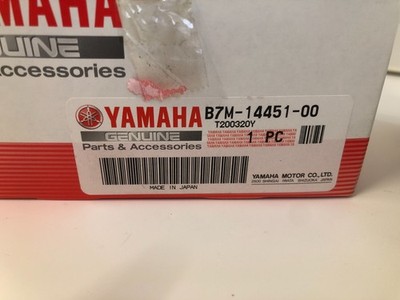 YAMAHA
GENUINE
Accessories
YAMAHA B7M-14451-00
T200320Y
GENUINE
1 PC
Parts & Accessories
MADE IN JAPAN
YAMAHA MOTOR CO.,LTD.